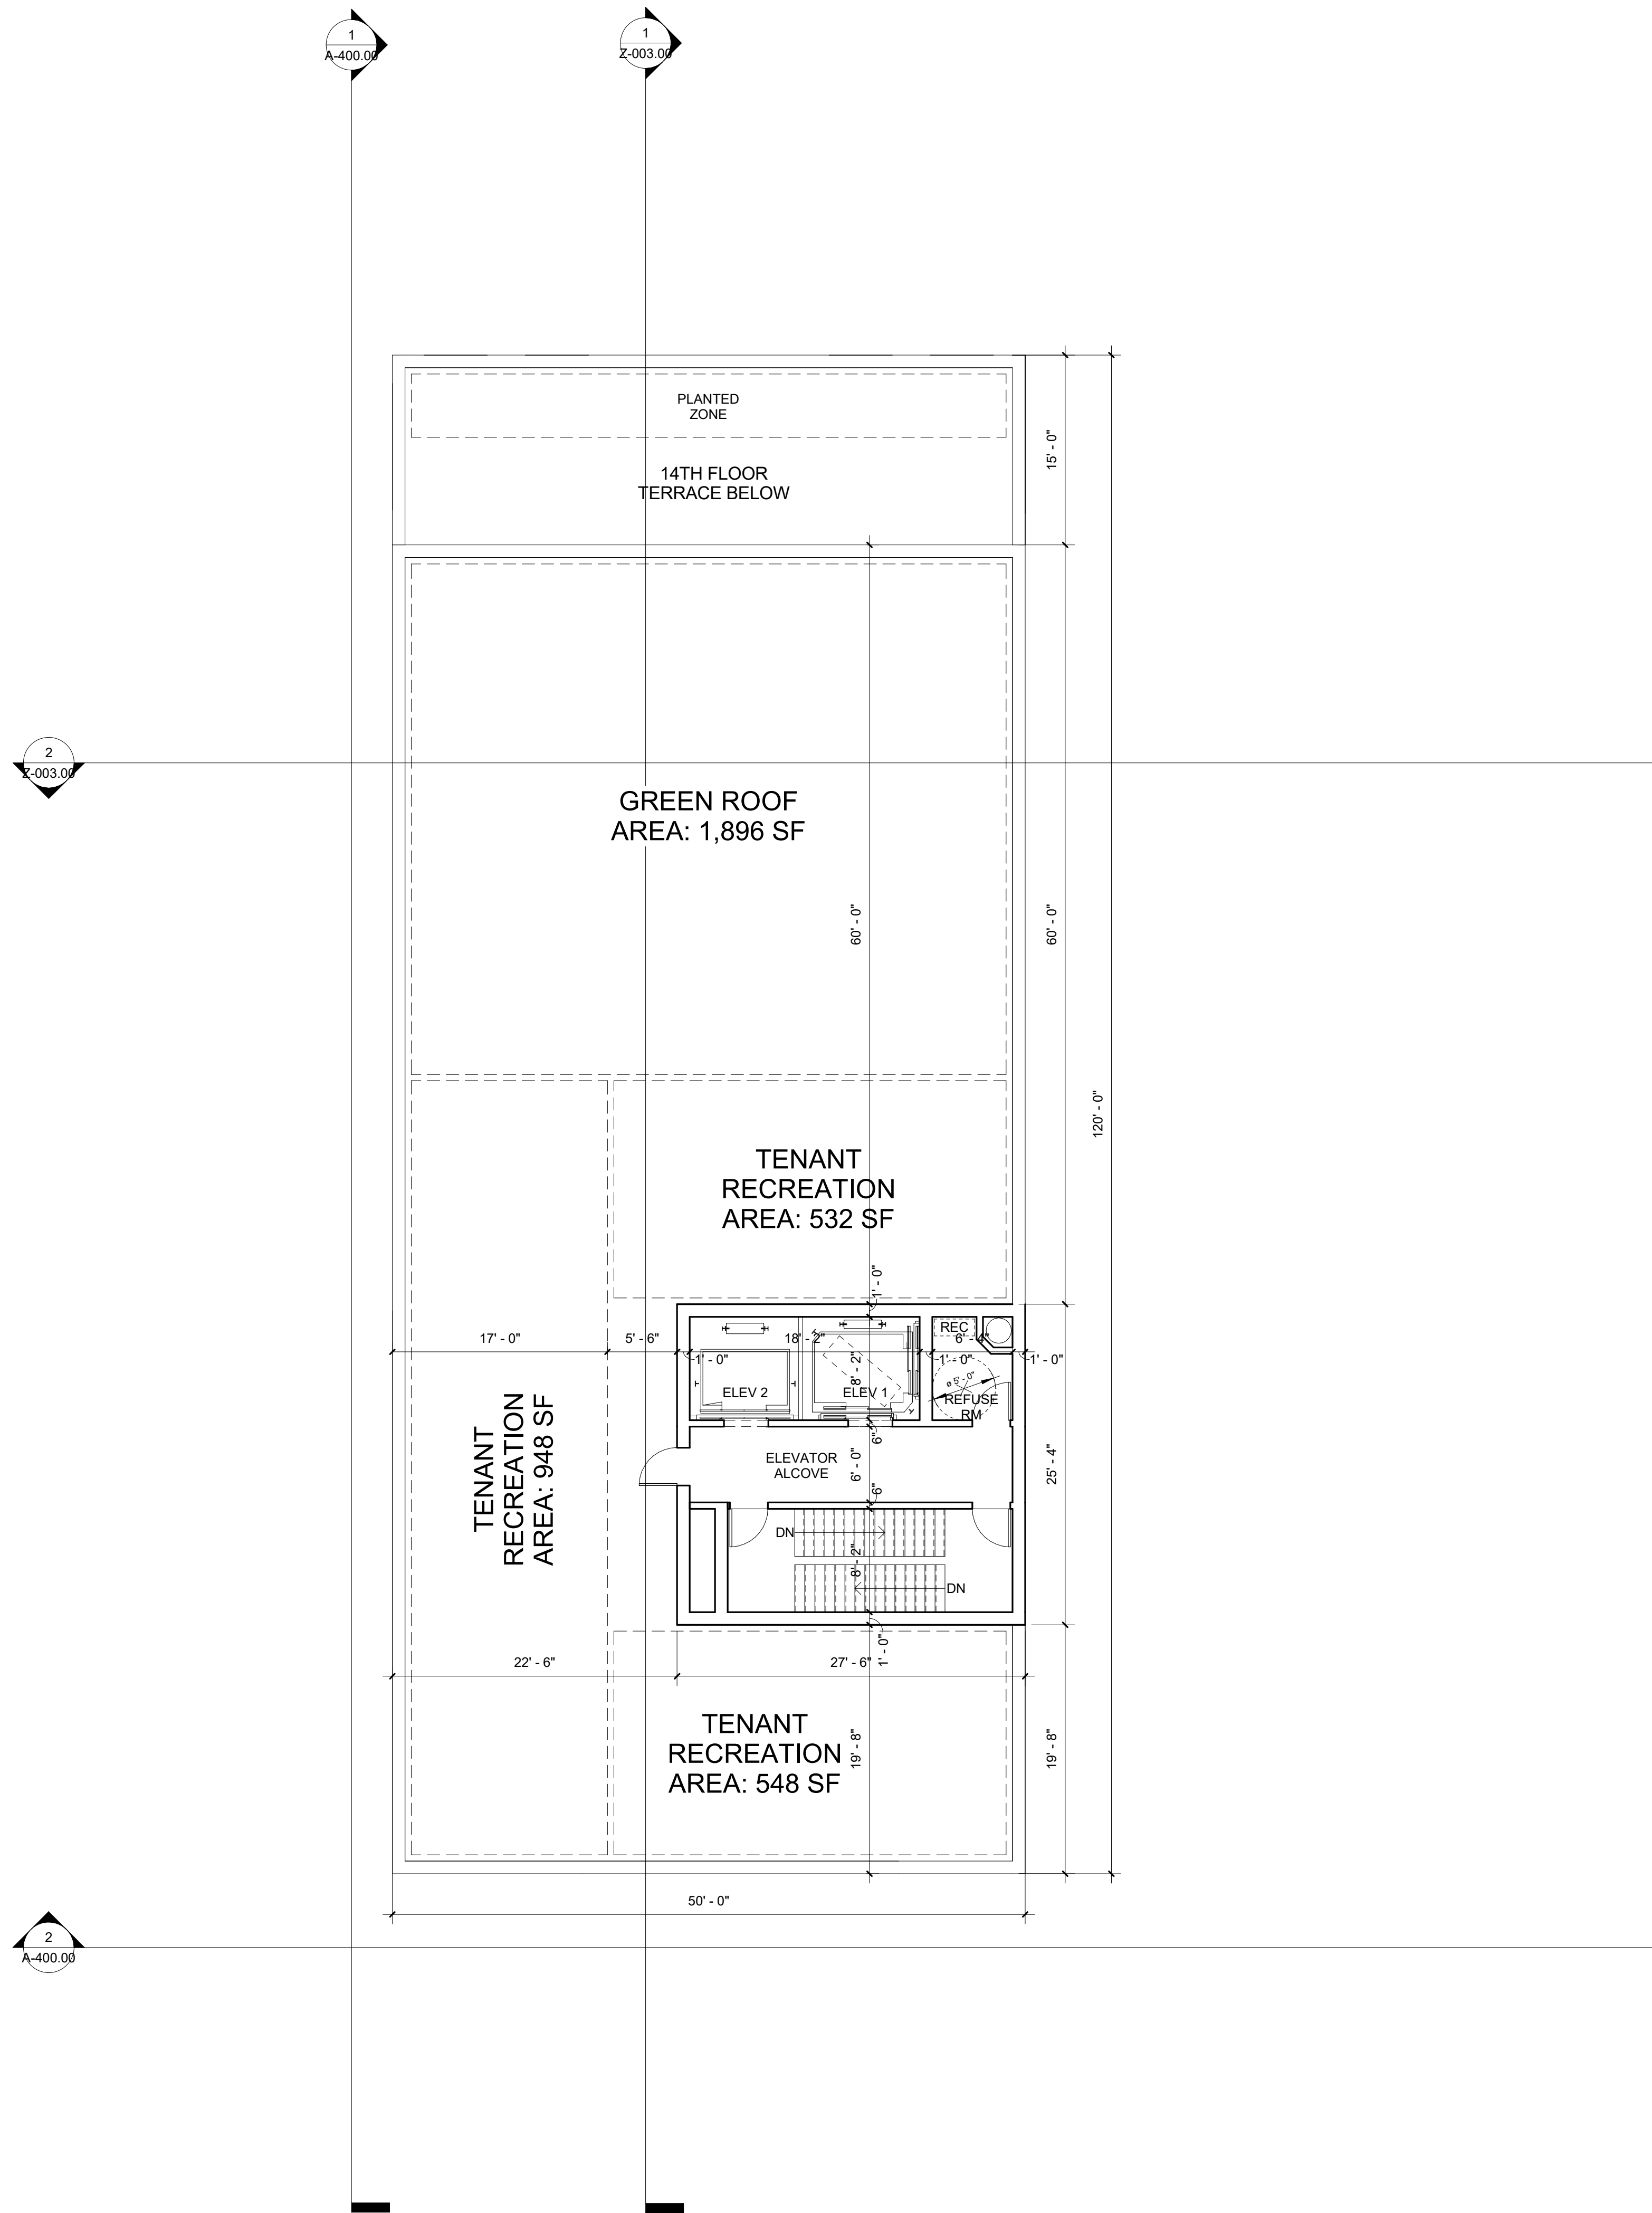 1
A-400.00
1
Z-003.00
PLANTED
ZONE
15' - 0"
14TH FLOOR
TERRACE BELOW
2
Z-003.00
GREEN ROOF
AREA: 1,896 SF
60' - 0"
60' - 0"
120' - 0"
TENANT
RECREATION
AREA: 532 SF
1' - 0"
17' - 0"
5' - 6"
18' - 2"
REC
6' - 4"
1' - 0"
1' - 0"
1' - 0"
8' - 2"
ELEV 2
ELEV 1
ø 5' - 0"
REFUSE
RM
TENANT
RECREATION
AREA: 948 SF
6"
ELEVATOR
ALCOVE
6' - 0"
6"
25' - 4"
DN
8' - 2"
DN
1' - 0"
22' - 6"
27' - 6"
TENANT
RECREATION
AREA: 548 SF
19' - 8"
19' - 8"
50' - 0"
2
A-400.00